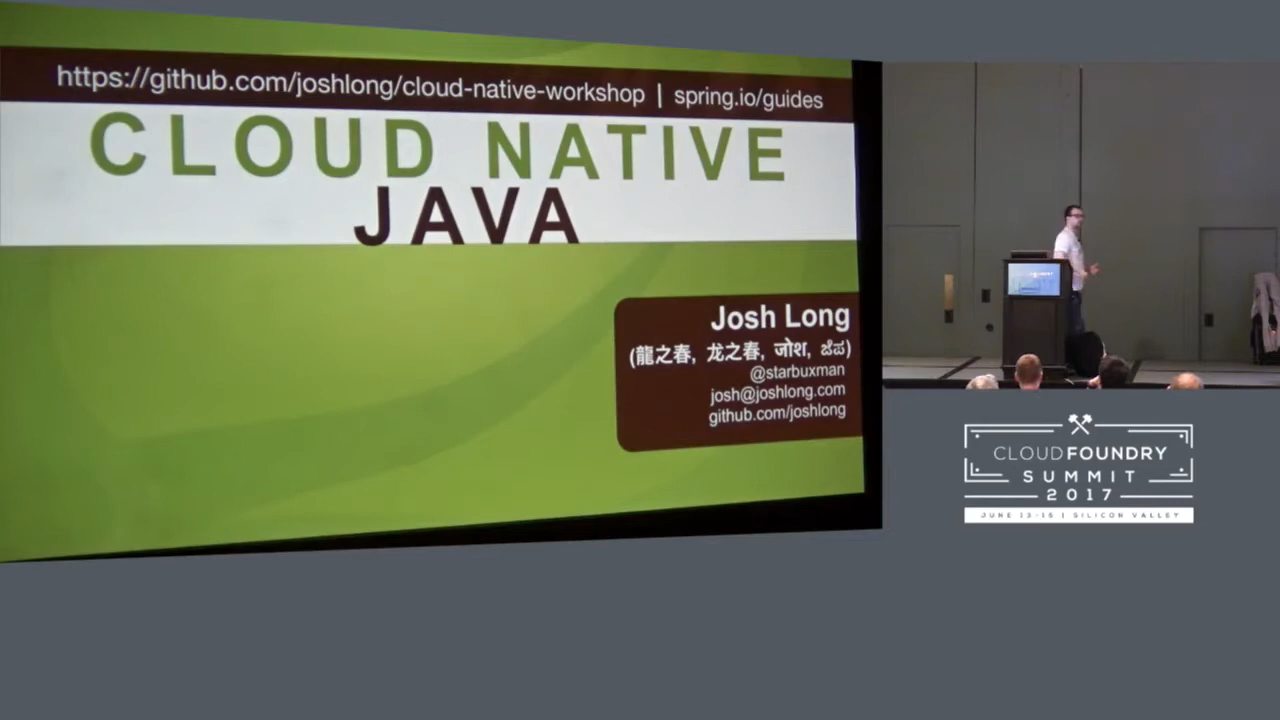 https://github.com/joshlong/cloud-native-workshop | spring.io/guides
CLOUD NATIVE
JAVA
Josh Long
(龍之春, 龙之春, जोश, ಜೋಶ)
@starbuxman
josh@joshlong.com
github.com/joshlong
CLOUDFOUNDRY
SUMMIT
2017
JUNE 13-15 | SILICON VALLEY